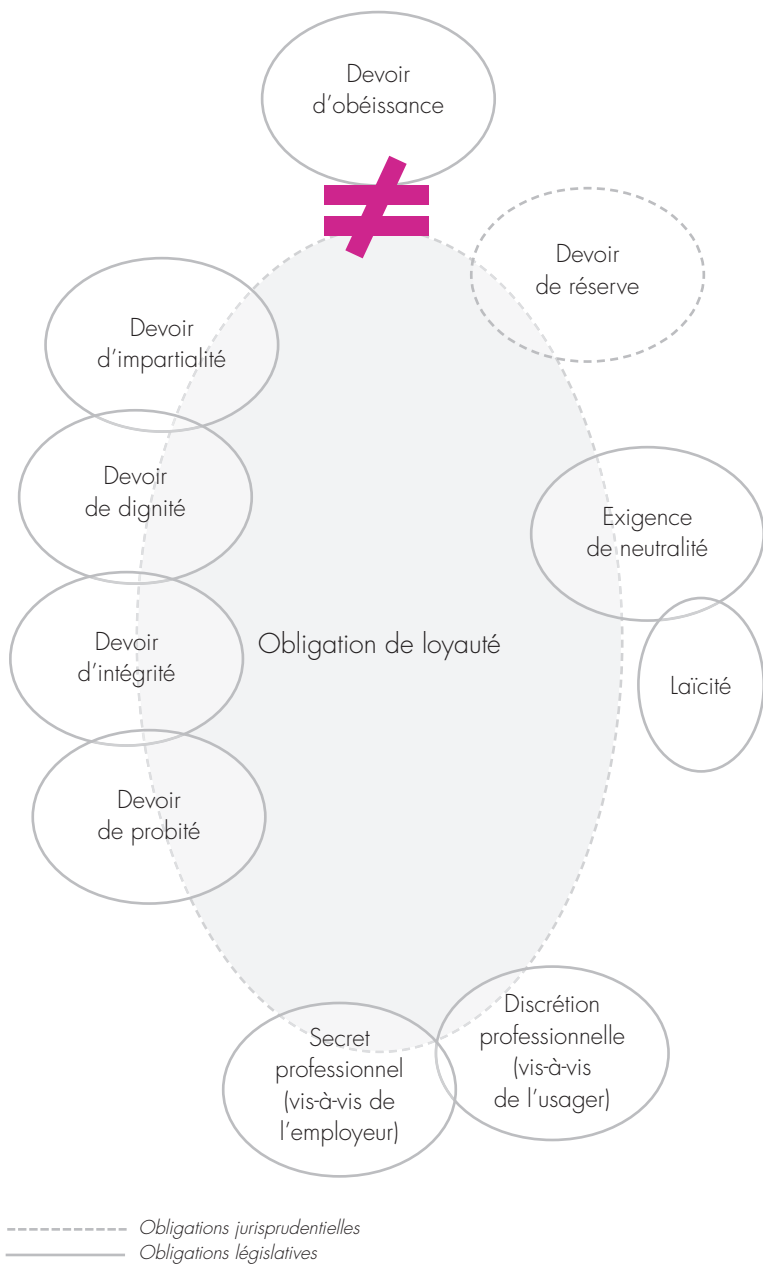 Devoir
d'obéissance
Devoir
de réserve
Devoir
d'impartialité
Devoir
de dignité
Exigence
de neutralité
Obligation de loyauté
Devoir
d'intégrité
Laïcité
Devoir
de probité
Secret
professionnel
(vis-à-vis de
l'employeur)
Discrétion
professionnelle
(vis-à-vis
de l'usager)
Obligations jurisprudentielles
Obligations législatives